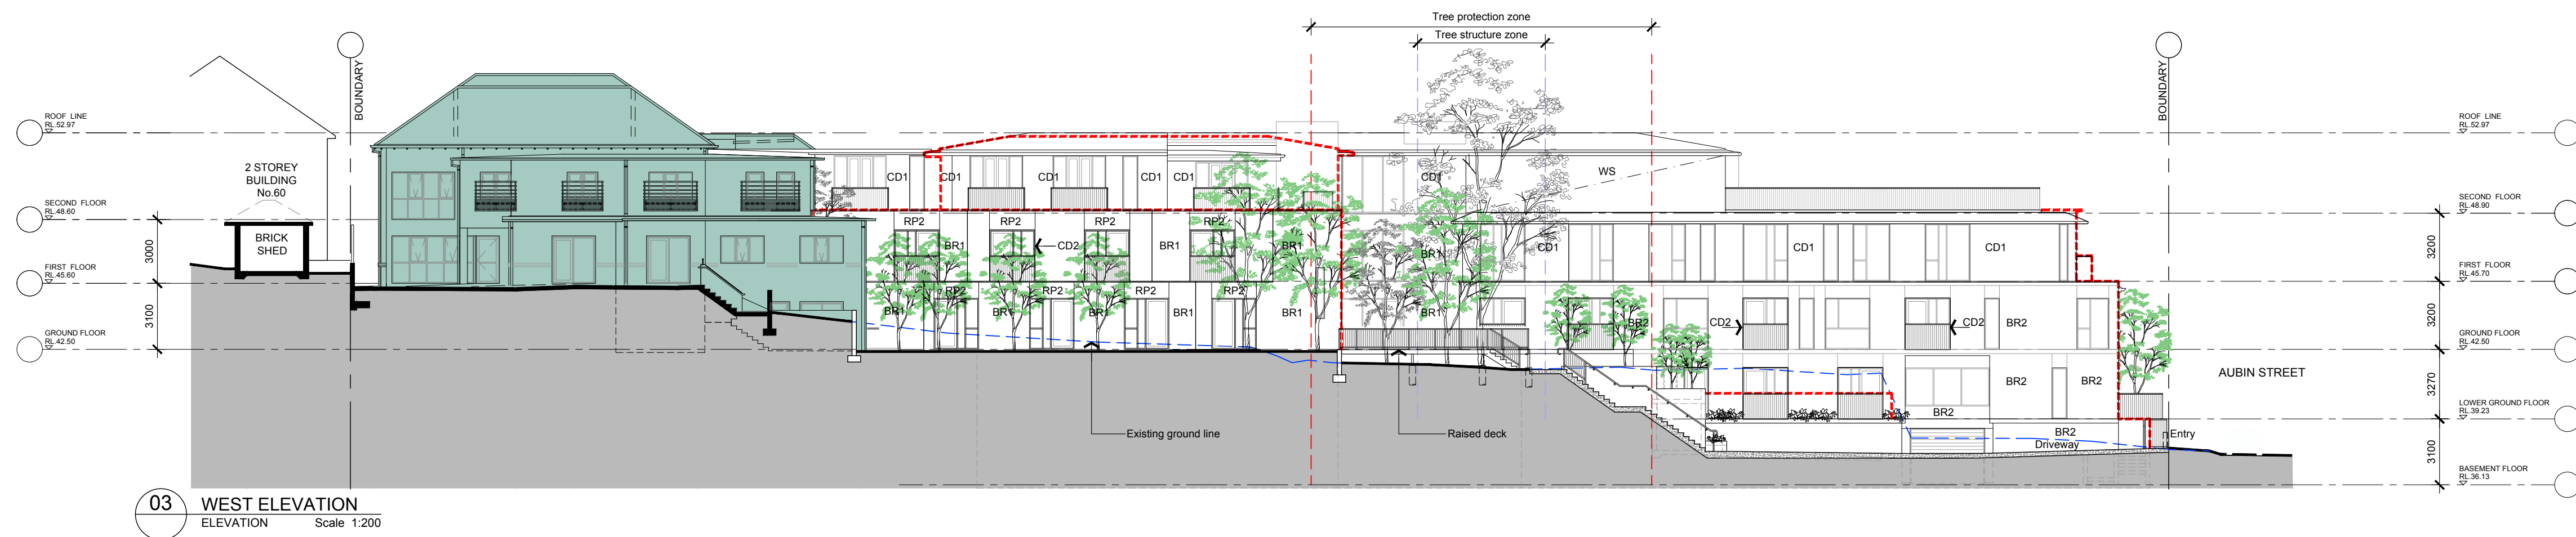 Tree protection zone
Tree structure zone
BOUNDARY
BOUNDARY
ROOF LINE
RL.52.97
ROOF LINE
RL.52.97
2 STOREY
BUILDING
No.60
BRICK
SHED
SECOND FLOOR
RL.48.60
3000
FIRST FLOOR
RL.45.60
3100
GROUND FLOOR
RL.42.50
CD1
CD1
CD1
CD1
CD1
CD1
WS
RP2
RP2
RP2
RP2
BR1
CD2
BR1
BR1
BR1
CD1
CD1
CD1
RP2
RP2
RP2
RP2
BR1
BR1
BR1
BR1
BR1
BR1
BR2
CD2
CD2
BR2
BR2
BR2
BR2
BR2
Driveway
Entry
Existing ground line
Raised deck
SECOND FLOOR
RL.48.90
3200
FIRST FLOOR
RL.45.70
3200
GROUND FLOOR
RL.42.50
AUBIN STREET
3270
LOWER GROUND FLOOR
RL.39.23
3100
BASEMENT FLOOR
RL.36.13
03
WEST ELEVATION
ELEVATION Scale 1:200